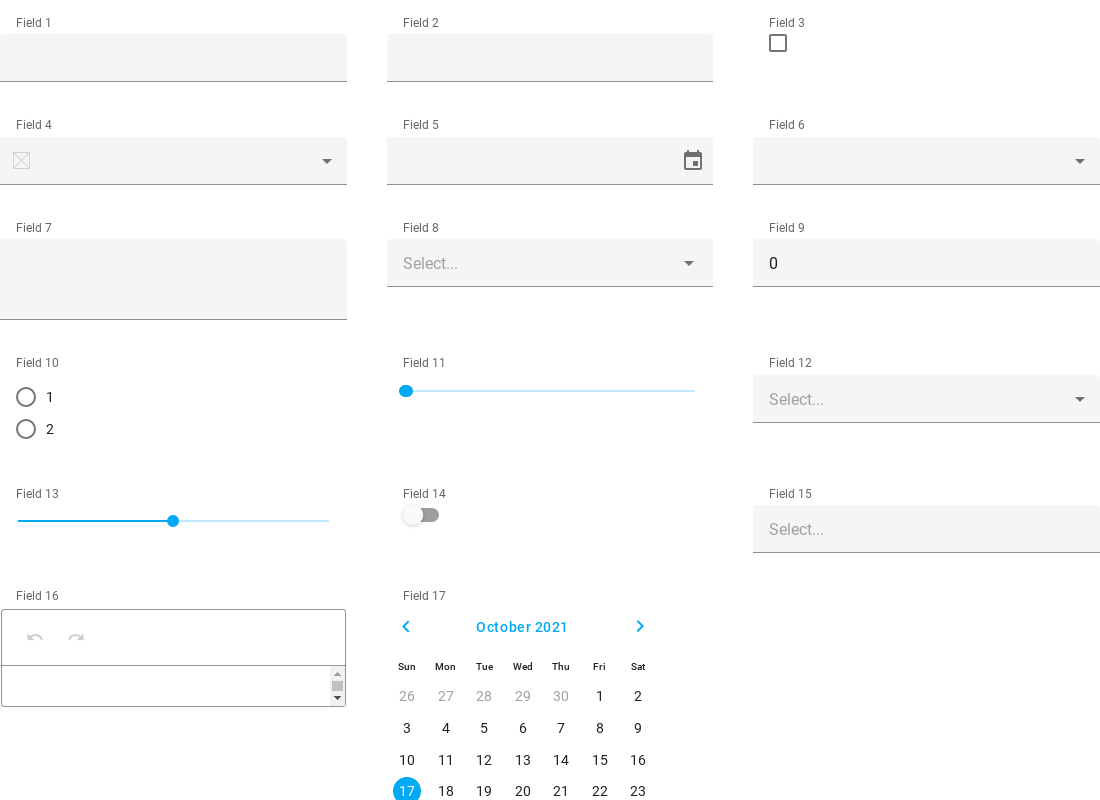 Field 1
Field 2
Field 3
Field 4
Field 5
Field 6
Field 7
Field 8
Select...
Field 9
0
Field 10
1
2
Field 11
Field 12
Select...
Field 13
Field 14
Field 15
Select...
Field 16
Field 17
October 2021
Sun Mon Tue Wed Thu Fri Sat
26 27 28 29 30 1 2
3 4 5 6 7 8 9
10 11 12 13 14 15 16
17 18 19 20 21 22 23